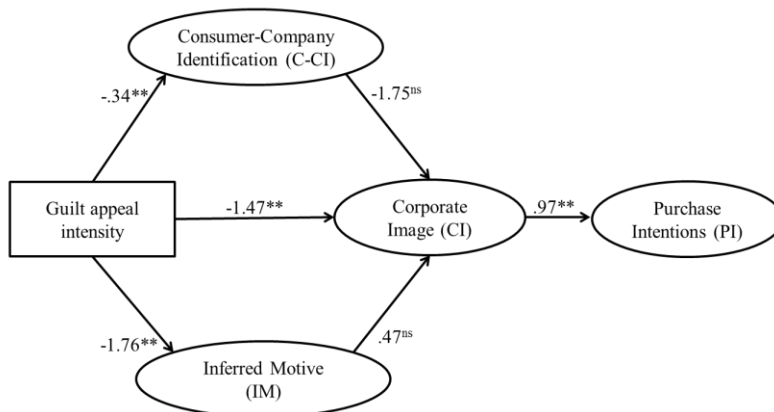 Consumer-Company
Identification (C-CI)
-.34**
-1.75ns
Guilt appeal
intensity
-1.47**
Corporate
Image (CI)
.97**
Purchase
Intentions (PI)
-1.76**
.47ns
Inferred Motive
(IM)